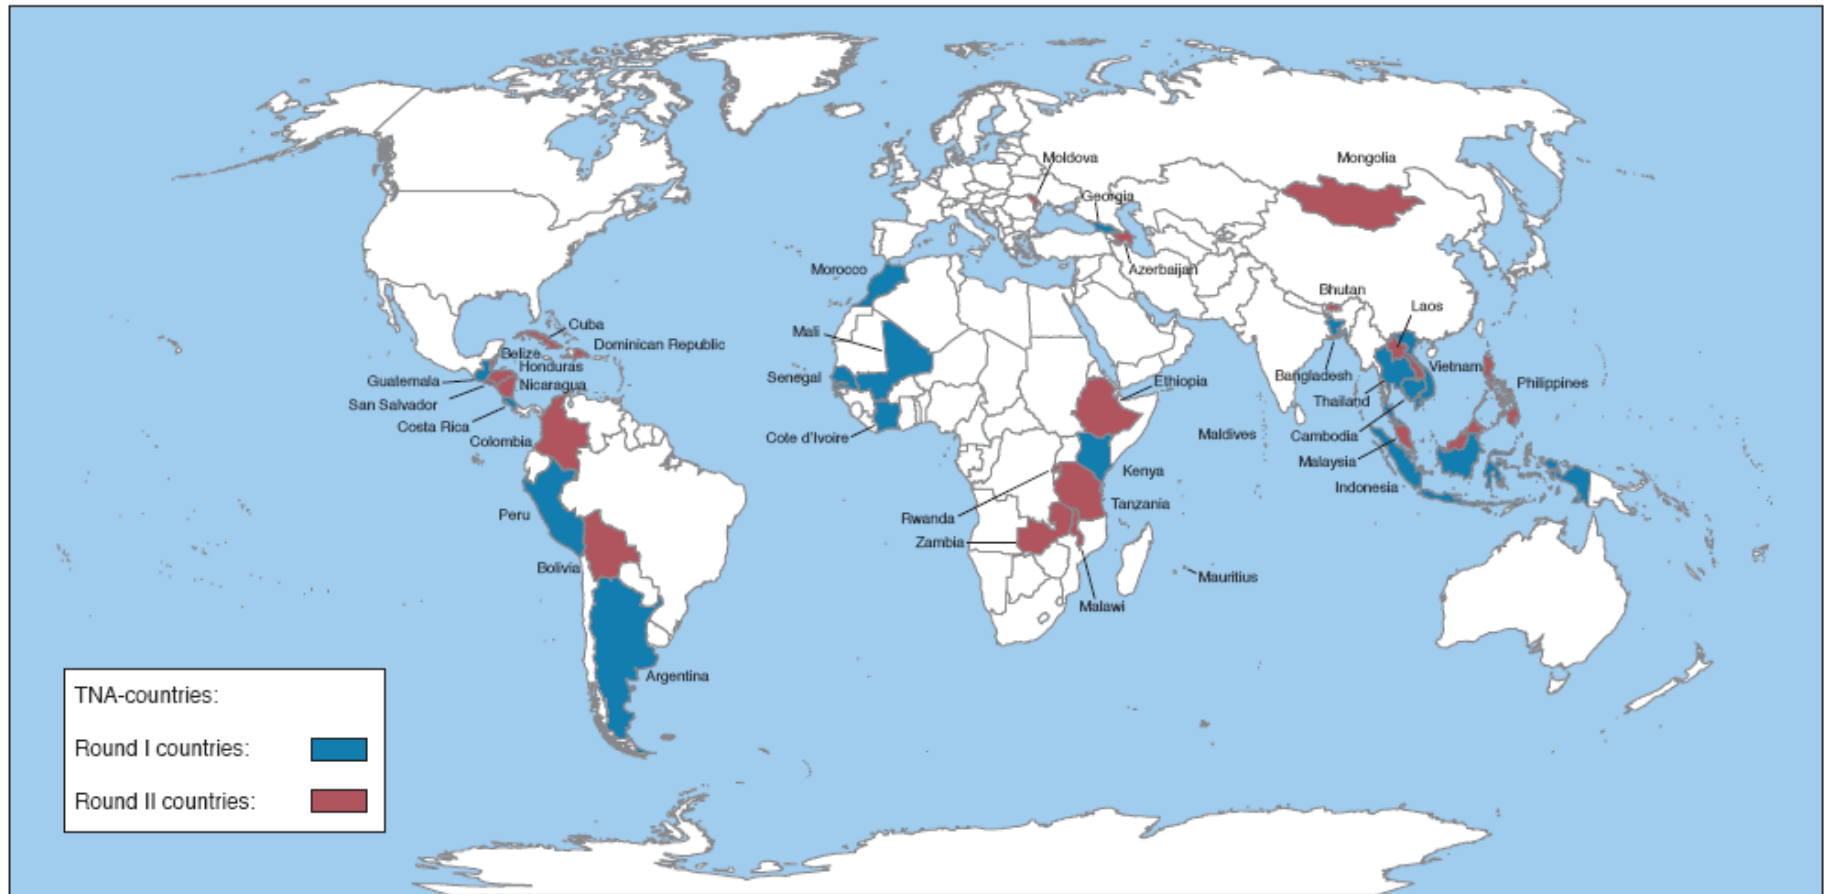 Moldova
Mongolia
Georgia
Azerbaijan
Morocco
Bhutan
Laos
Cuba
Mali
Dominican Republic
Belize
Honduras
Guatemala
Nicaragua
San Salvador
Costa Rica
Colombia
Senegal
Cote d'Ivoire
Ethiopia
Bangladesh
Vietnam
Thailand
Philippines
Maldives
Cambodia
Malaysia
Indonesia
Kenya
Tanzania
Rwanda
Zambia
Peru
Bolivia
Mauritius
Malawi
Argentina
TNA-countries:
Round I countries:
Round II countries: